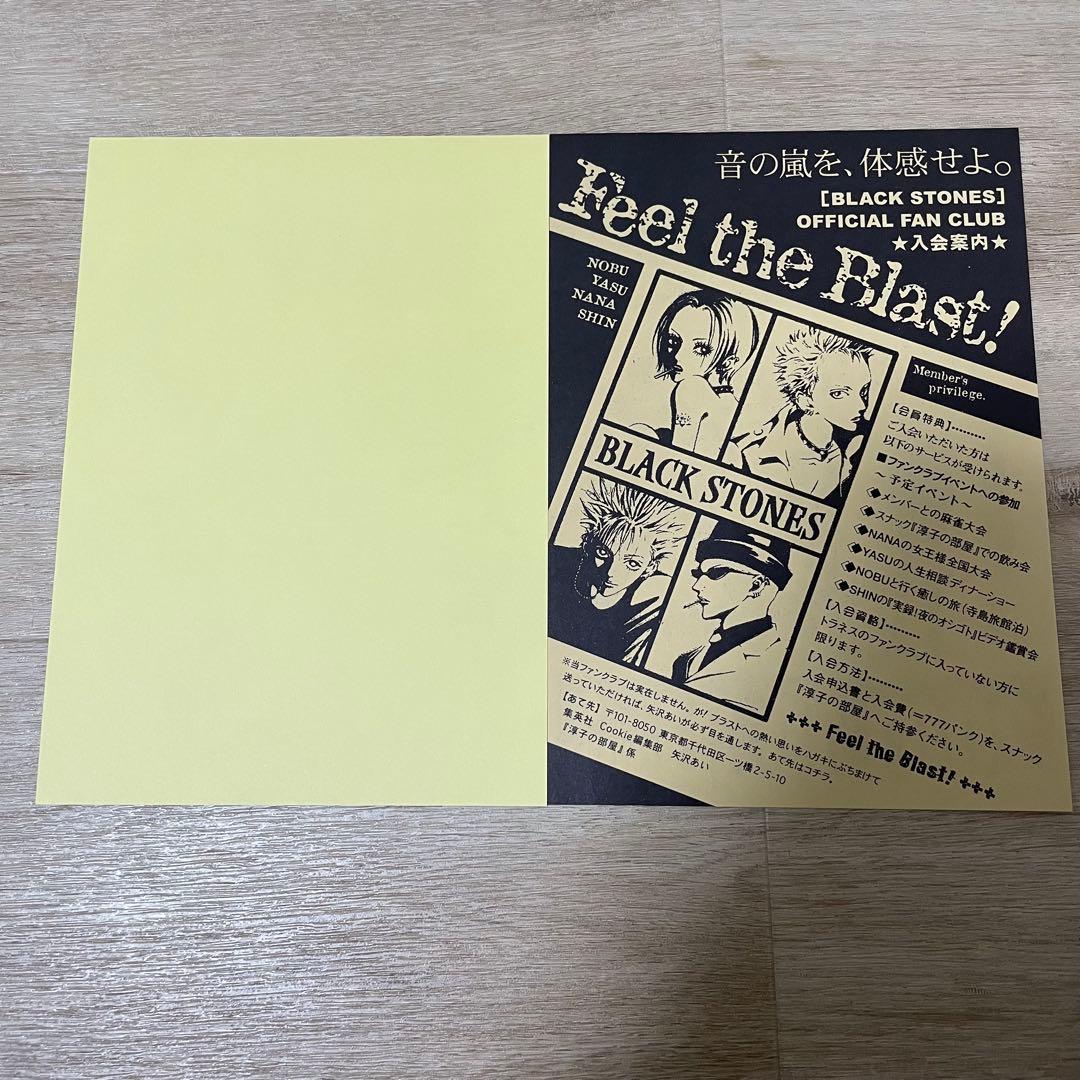 音の嵐を、体感せよ。
[BLACK STONES]
OFFICIAL FAN CLUB
★入会案内★
Feel the Blast!
NOBU
YASU
NANA
SHIN
BLACK STONES
Member's
privilege.
【会員特典】………
ご入会いただいた方は
以下のサービスが受けられます。
■ファンクラブイベントへの参加
～予定イベント～
◆メンバーとの麻雀大会
◆スナック『淳子の部屋』での飲み会
◆NANAの女王様全国大会
◆YASUの人生相談ディナーショー
◆NOBUと行く癒しの旅(寺島旅館泊)
◆SHINの『実録!夜のオシゴト』ビデオ鑑賞会
【入会資格】………
トラネスのファンクラブに入っていない方に
限ります。
【入会方法】………
入会申込書と入会費(=777パンク)を、スナック
『淳子の部屋』へご持参ください。
✢✢✢ Feel the Blast! ✢✢✢
※当ファンクラブは実在しません。が! ブラストへの熱い思いをハガキにぶちまけて
送っていただければ、矢沢あいが必ず目を通します。あて先はコチラ。
【あて先】〒101-8050 東京都千代田区一ツ橋2-5-10
集英社 Cookie編集部 矢沢あい
『淳子の部屋』係